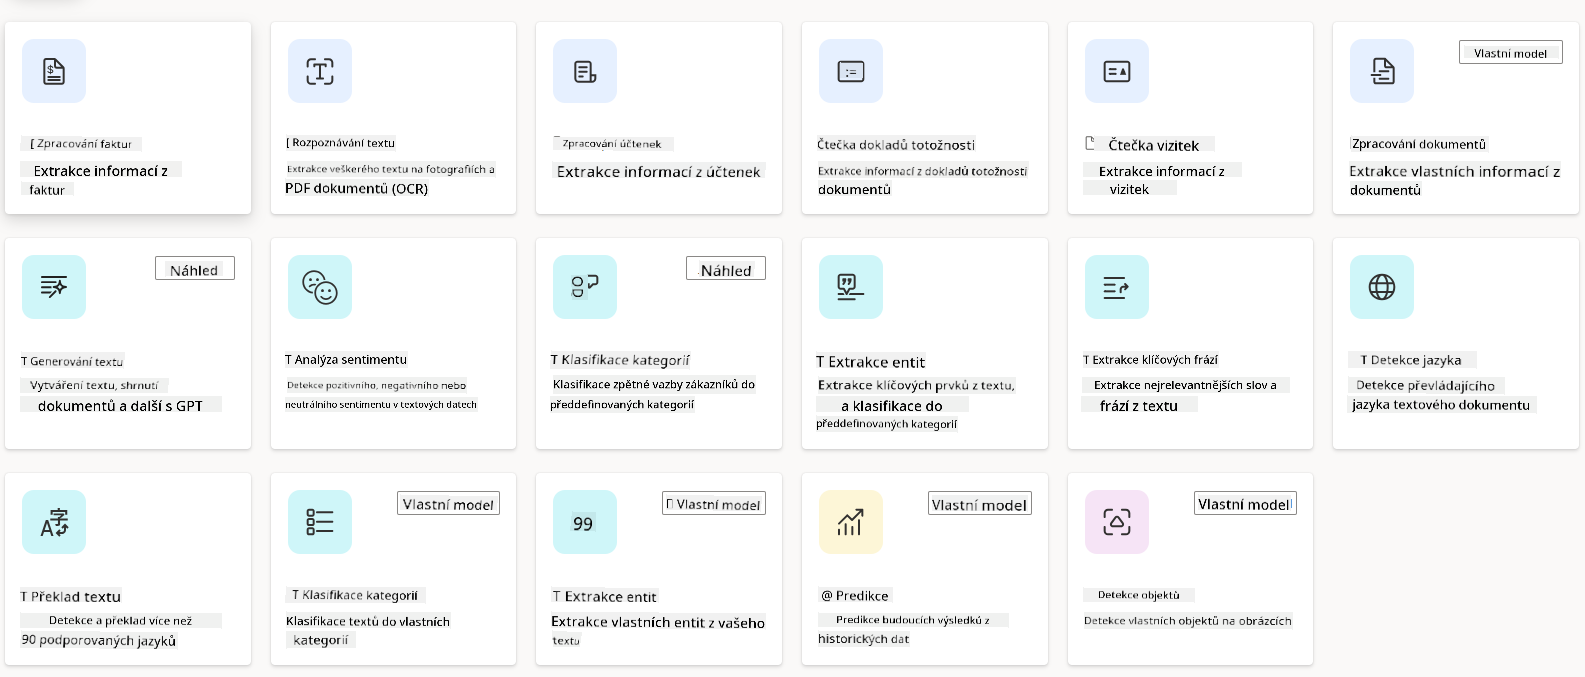 [ Zpracování faktur
Extrakce informací z
faktur
[ Rozpoznávání textu
Extrakce veškerého textu na fotografiích a
PDF dokumentů (OCR)
Zpracování účtenek
Extrakce informací z účtenek
Čtečka dokladů totožnosti
Extrakce informací z dokladů totožnosti
dokumentů
Čtečka vizitek
Extrakce informací z
vizitek
Vlastní model
Zpracování dokumentů
Extrakce vlastních informací z
dokumentů
Náhled
T Generování textu
Vytváření textu, shrnutí
dokumentů a další s GPT
T Analýza sentimentu
Detekce pozitivního, negativního nebo
neutrálního sentimentu v textových datech
Náhled
T Klasifikace kategorií
Klasifikace zpětné vazby zákazníků do
předdefinovaných kategorií
T Extrakce entit
Extrakce klíčových prvků z textu,
a klasifikace do
předdefinovaných kategorií
T Extrakce klíčových frází
Extrakce nejrelevantnějších slov a
frází z textu
T Detekce jazyka
Detekce převládajícího
jazyka textového dokumentu
T Překlad textu
Detekce a překlad více než
90 podporovaných jazyků
Vlastní model
T Klasifikace kategorií
Klasifikace textů do vlastních
kategorií
Vlastní model
99
T Extrakce entit
Extrakce vlastních entit z vašeho
textu
Vlastní model
@ Predikce
Predikce budoucích výsledků z
historických dat
Vlastní model
Detekce objektů
Detekce vlastních objektů na obrázcích